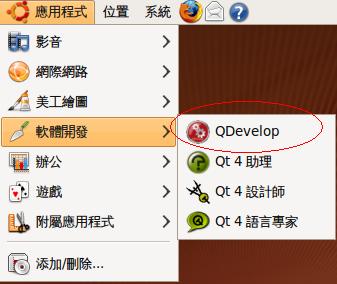 應用程式 位置 系統
影音
網際網路
美工繪圖
軟體開發
辦公
遊戲
附屬應用程式
添加/刪除...
QDevelop
Qt 4 助理
Qt 4 設計師
Qt 4 語言專家